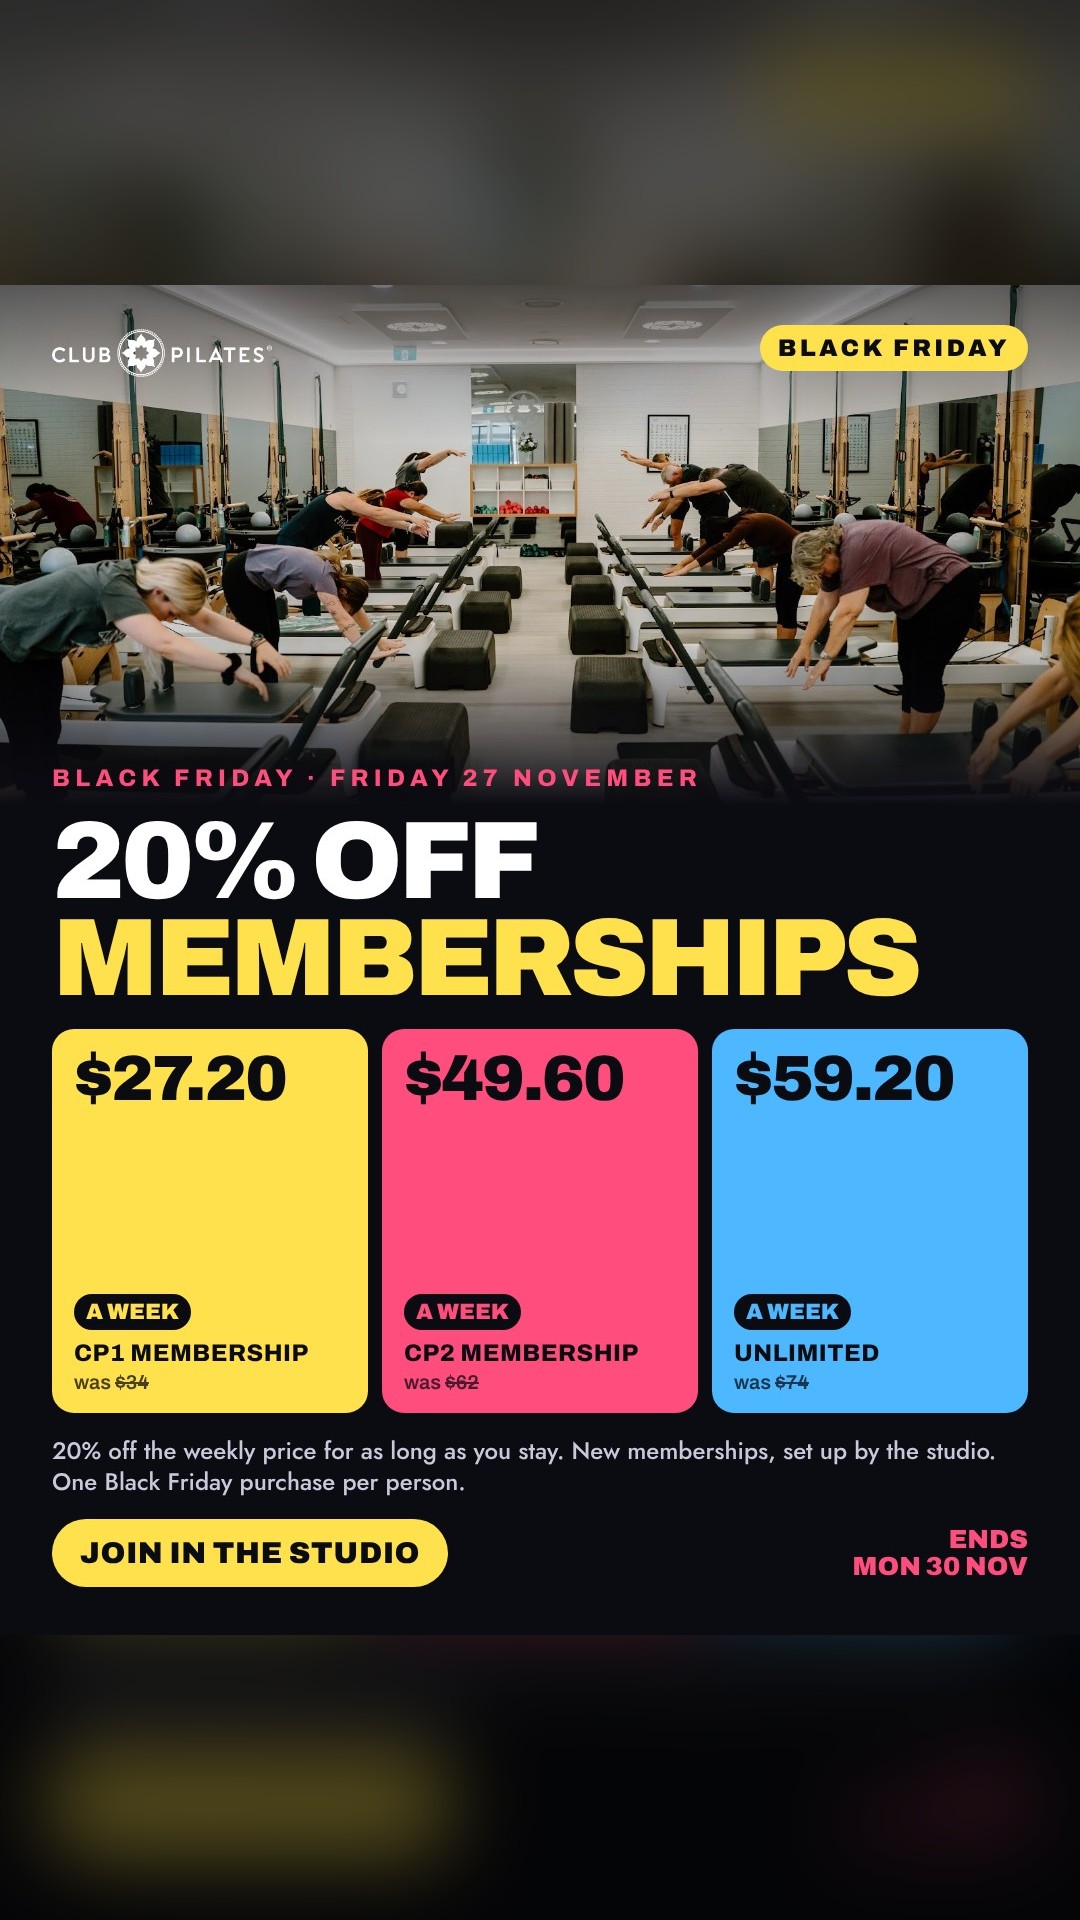 CLUB PILATES®
BLACK FRIDAY
BLACK FRIDAY · FRIDAY 27 NOVEMBER
20% OFF
MEMBERSHIPS
$27.20
A WEEK
CP1 MEMBERSHIP
was $34
$49.60
A WEEK
CP2 MEMBERSHIP
was $62
$59.20
A WEEK
UNLIMITED
was $74
20% off the weekly price for as long as you stay. New memberships, set up by the studio.
One Black Friday purchase per person.
JOIN IN THE STUDIO
ENDS
MON 30 NOV